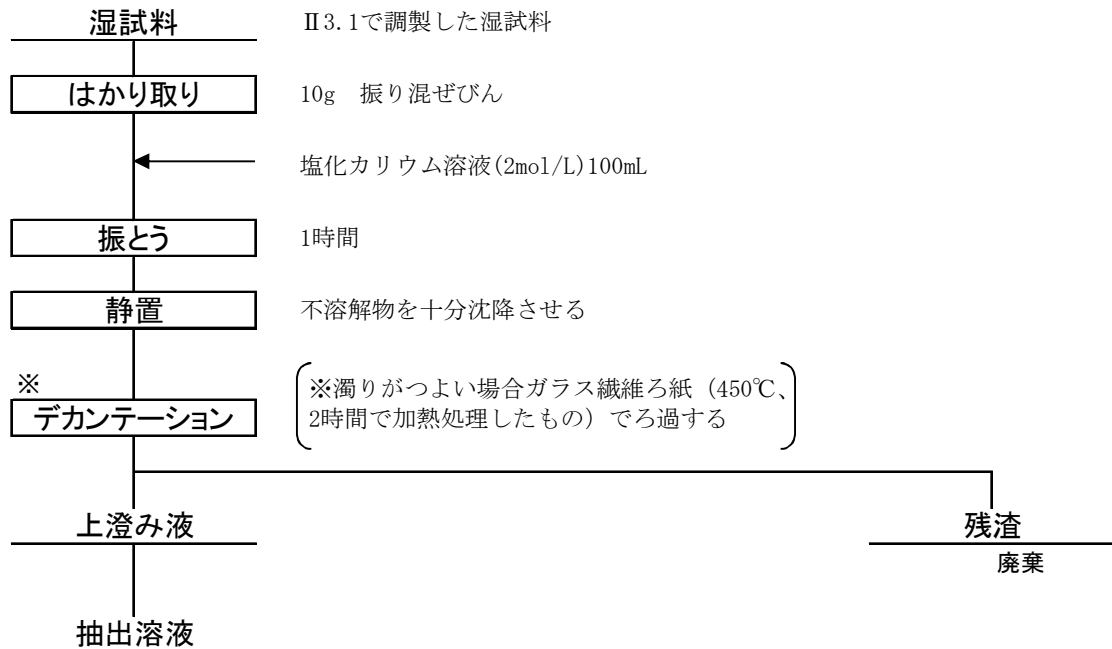 湿試料 Ⅱ3.1で調製した湿試料
はかり取り 10g 振り混ぜびん
塩化カリウム溶液(2mol/L)100mL
振とう 1時間
静置 不溶解物を十分沈降させる
※
デカンテーション
※濁りがつよい場合ガラス繊維ろ紙（450℃、
2時間で加熱処理したもの）でろ過する
上澄み液 残渣
廃棄
抽出溶液